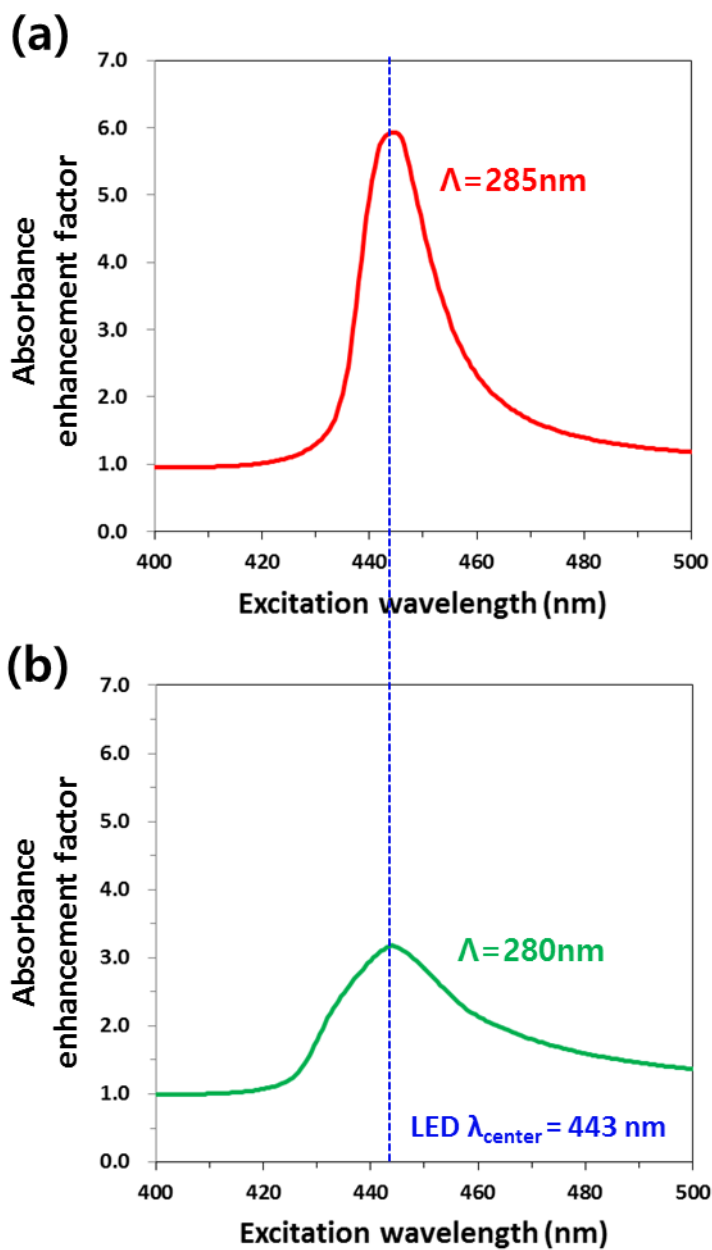 (a)
7.0
6.0
5.0
4.0
3.0
2.0
1.0
0.0
Absorbance
enhancement factor
Λ=285nm
400 420 440 460 480 500
Excitation wavelength (nm)
(b)
7.0
6.0
5.0
4.0
3.0
2.0
1.0
0.0
Absorbance
enhancement factor
Λ=280nm
LED λcenter = 443 nm
400 420 440 460 480 500
Excitation wavelength (nm)